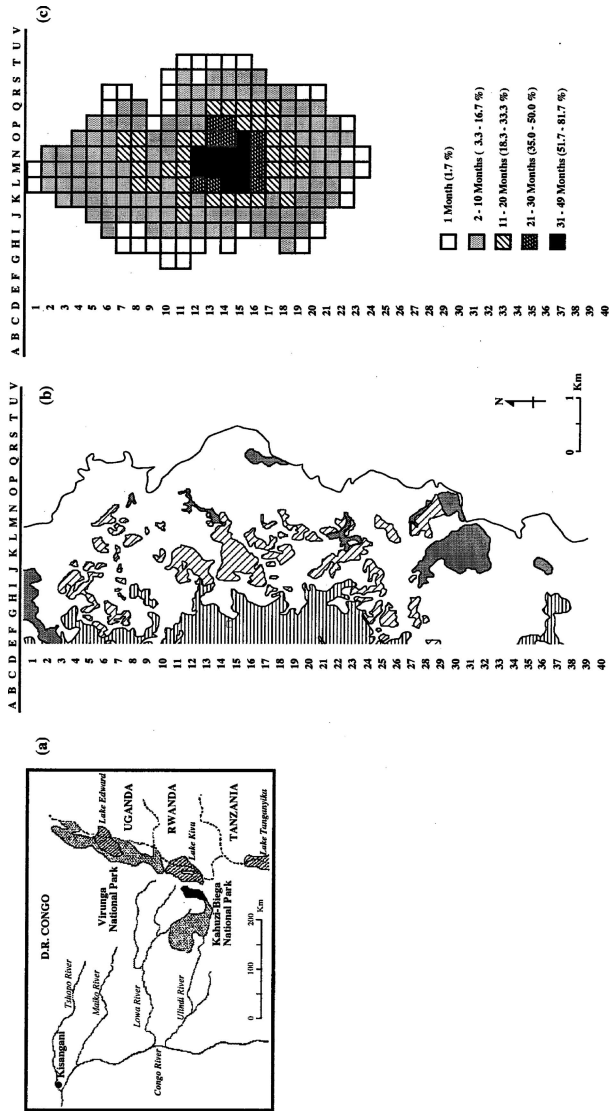 (a)
D.R. CONGO
Kisangani
Tshopo River
Maiko River
Lowa River
Ulindi River
Congo River
Virunga
National Park
Lake Edward
UGANDA
RWANDA
Lake Kivu
TANZANIA
Lake Tanganyika
Kahuzi-Biega
National Park
0 100 200
Km
(b)
A B C D E F G H I J K L M N O P Q R S T U V
1
2
3
4
5
6
7
8
9
10
11
12
13
14
15
16
17
18
19
20
21
22
23
24
25
26
27
28
29
30
31
32
33
34
35
36
37
38
39
40
N
0 1
Km
(c)
A B C D E F G H I J K L M N O P Q R S T U V
1
2
3
4
5
6
7
8
9
10
11
12
13
14
15
16
17
18
19
20
21
22
23
24
25
26
27
28
29
30
31
32
33
34
35
36
37
38
39
40
1 Month (1.7 %)
2 - 10 Months ( 3.3 - 16.7 %)
11 - 20 Months (18.3 - 33.3 %)
21 - 30 Months (35.0 - 50.0 %)
31 - 49 Months (51.7 - 81.7 %)